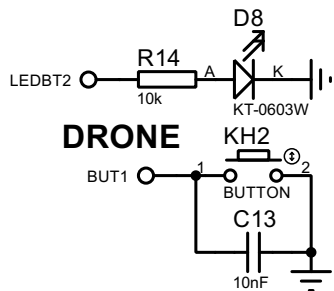 D8
R14
LEDBT2
A
K
10k
KT-0603W
DRONE
KH2
BUT1
1
2
BUTTON
C13
10nF